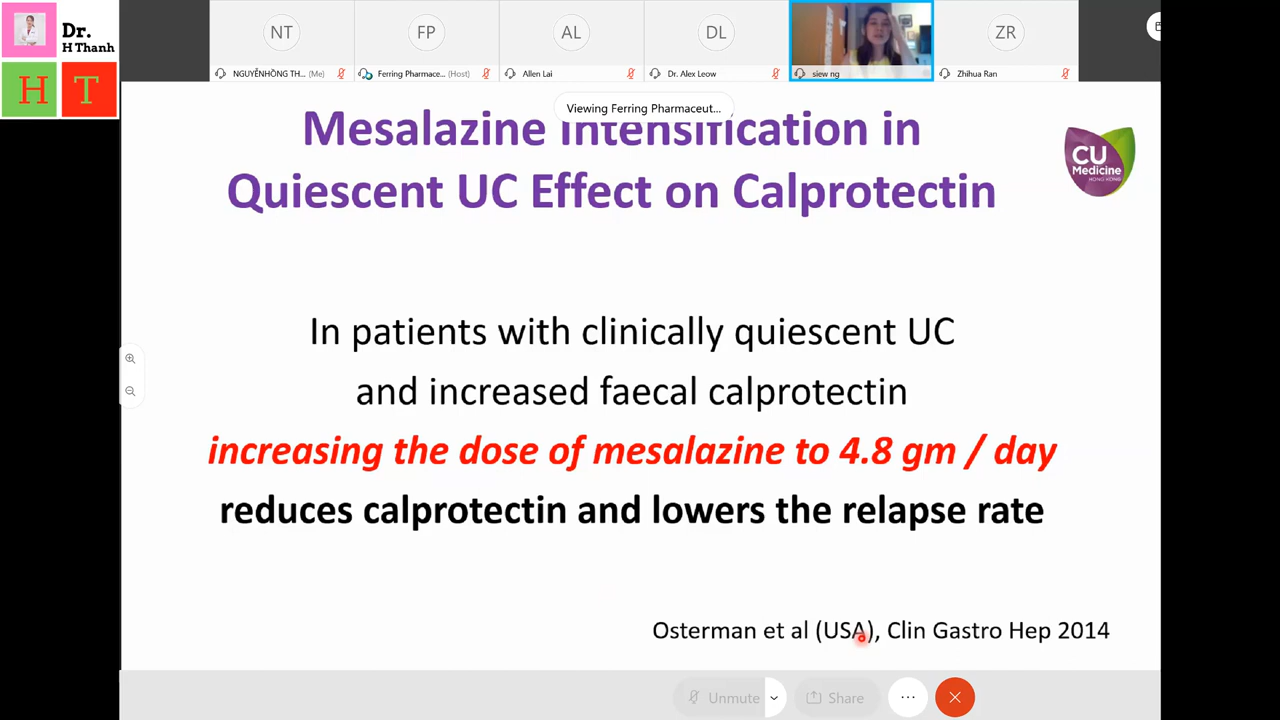 Dr.
H Thanh
H T
NT
FP
AL
DL
ZR
NGUYỄNHỒNG TH... (Me)
Ferring Pharmace... (Host)
Allen Lai
Dr. Alex Leow
siew ng
Zhihua Ran
Viewing Ferring Pharmaceut...
Mesalazine Intensification in
Quiescent UC Effect on Calprotectin
CU
Medicine
HONG KONG
In patients with clinically quiescent UC
and increased faecal calprotectin
increasing the dose of mesalazine to 4.8 gm / day
reduces calprotectin and lowers the relapse rate
Osterman et al (USA), Clin Gastro Hep 2014
Unmute
Share